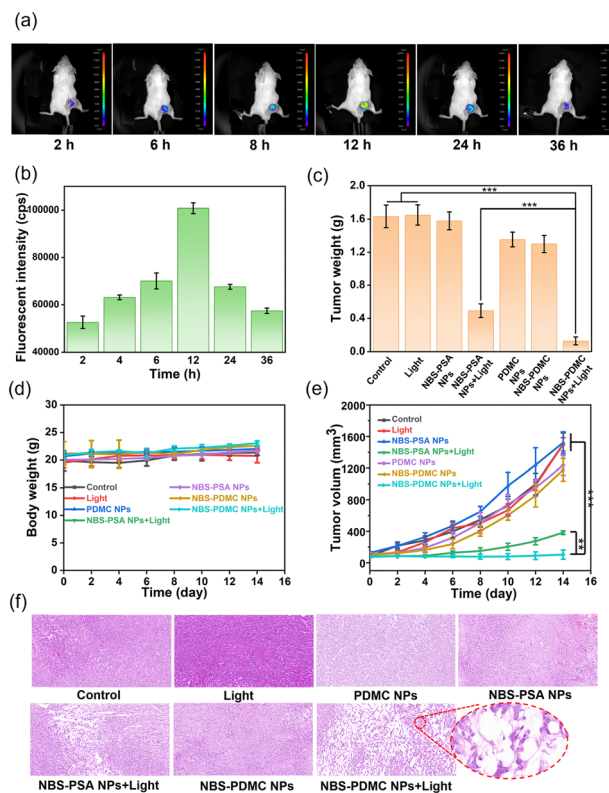 (a)
2 h
6 h
8 h
12 h
24 h
36 h
(b)
Fluorescent intensity (cps)
100000
80000
60000
40000
2
4
6
12
24
36
Time (h)
(c)
Tumor weight (g)
2.0
1.6
1.2
0.8
0.4
0.0
***
***
Control
Light
NBS-PSA NPs
NBS-PSA
NPs+Light
PDMC
NPs
NBS-PDMC
NPs
NBS-PDMC
NPs+Light
(d)
Body weight (g)
30
25
20
15
10
5
0
Control
Light
PDMC NPs
NBS-PSA NPs+Light
NBS-PSA NPs
NBS-PDMC NPs
NBS-PDMC NPs+Light
0 2 4 6 8 10 12 14 16
Time (day)
(e)
Tumor volum(mm3
2000
1600
1200
800
400
0
Control
Light
NBS-PSA NPs
NBS-PSA NPs+Light
PDMC NPs
NBS-PDMC NPs
NBS-PDMC NPs+Light
***
**
0 2 4 6 8 10 12 14 16
Time (day)
(f)
Control
Light
PDMC NPs
NBS-PSA NPs
NBS-PSA NPs+Light
NBS-PDMC NPs
NBS-PDMC NPs+Light